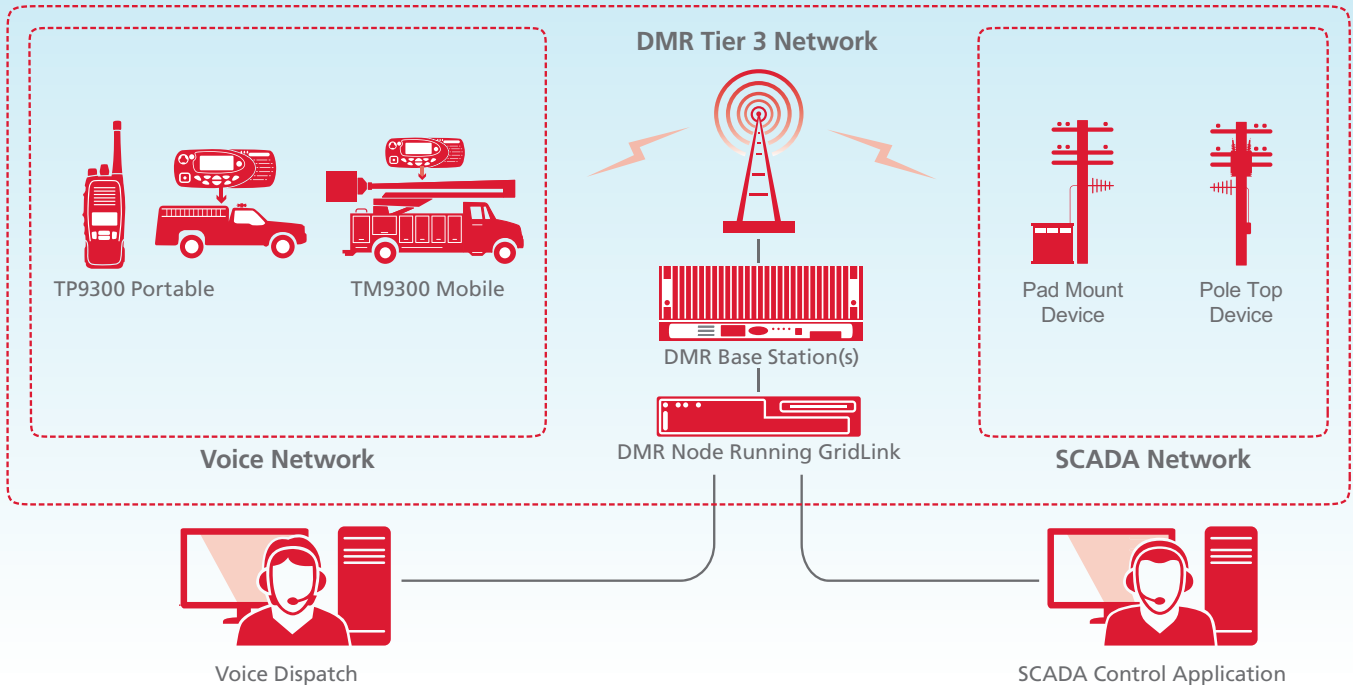 DMR Tier 3 Network
TP9300 Portable
TM9300 Mobile
Pad Mount
Device
Pole Top
Device
DMR Base Station(s)
DMR Node Running GridLink
Voice Network
SCADA Network
Voice Dispatch
SCADA Control Application